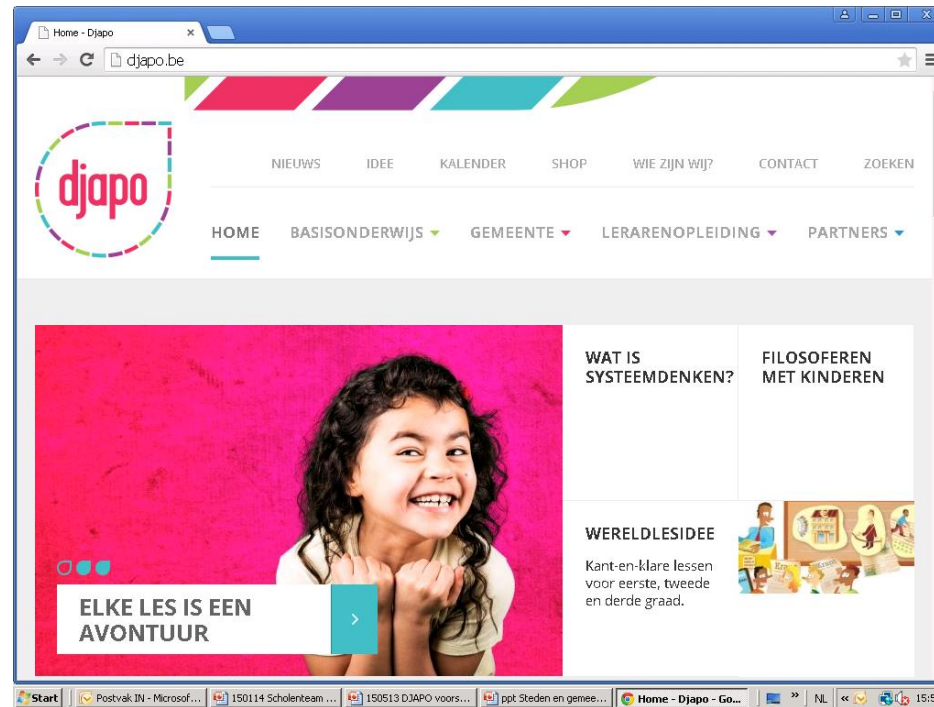 Home - Djapo
djapo.be
djapo
NIEUWS IDEE KALENDER SHOP WIE ZIJN WIJ? CONTACT ZOEKEN
HOME BASISONDERWIJS GEMEENTE LERARENOPLEIDING PARTNERS
WAT IS
SYSTEEMDENKEN?
FILOSOFEREN
MET KINDEREN
ELKE LES IS EEN
AVONTUUR
WERELDLESIDEE
Kant-en-klare lessen
voor eerste, tweede
en derde graad.
Start Postvak IN - Microsof... 150114 Scholenteam ... 150513 DJAPO voors... ppt Steden en gemee... Home - Djapo - Go... NL